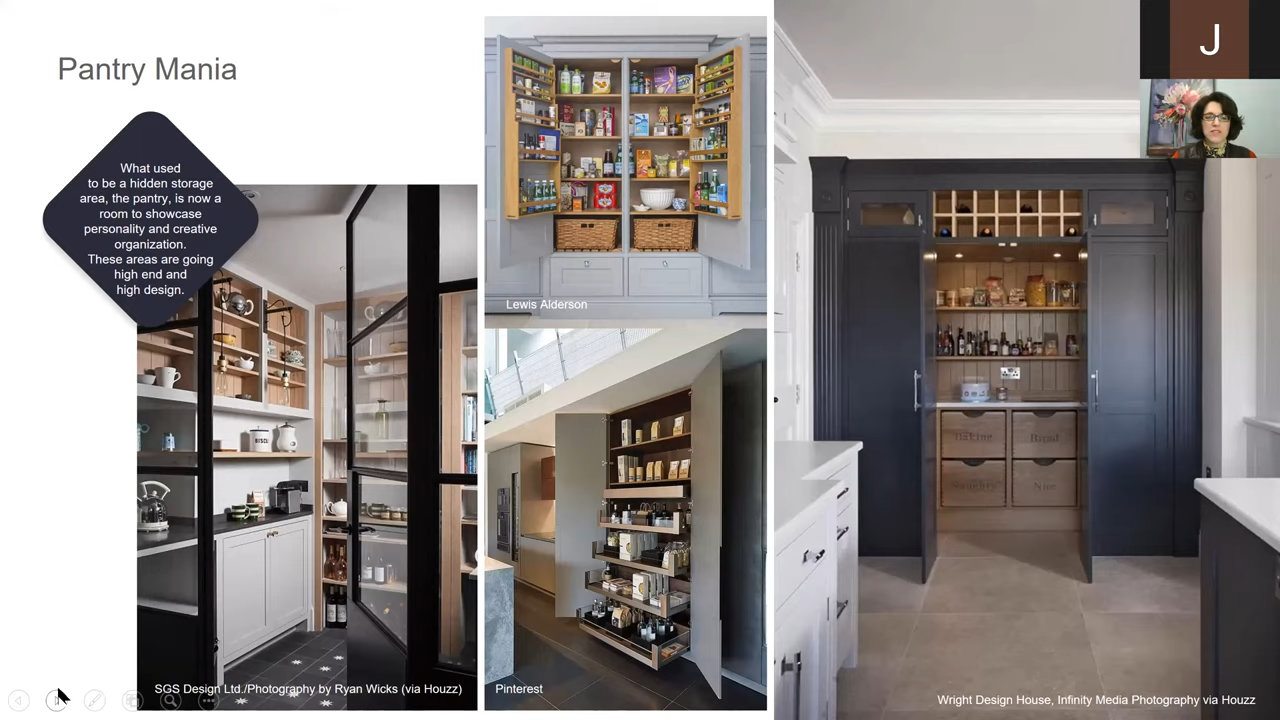 Pantry Mania
What used
to be a hidden storage
area, the pantry, is now a
room to showcase
personality and creative
organization.
These areas are going
high end and
high design.
SGS Design Ltd./Photography by Ryan Wicks (via Houzz)
Lewis Alderson
Pinterest
J
Baking
Bread
Naughty
Nice
Wright Design House, Infinity Media Photography via Houzz